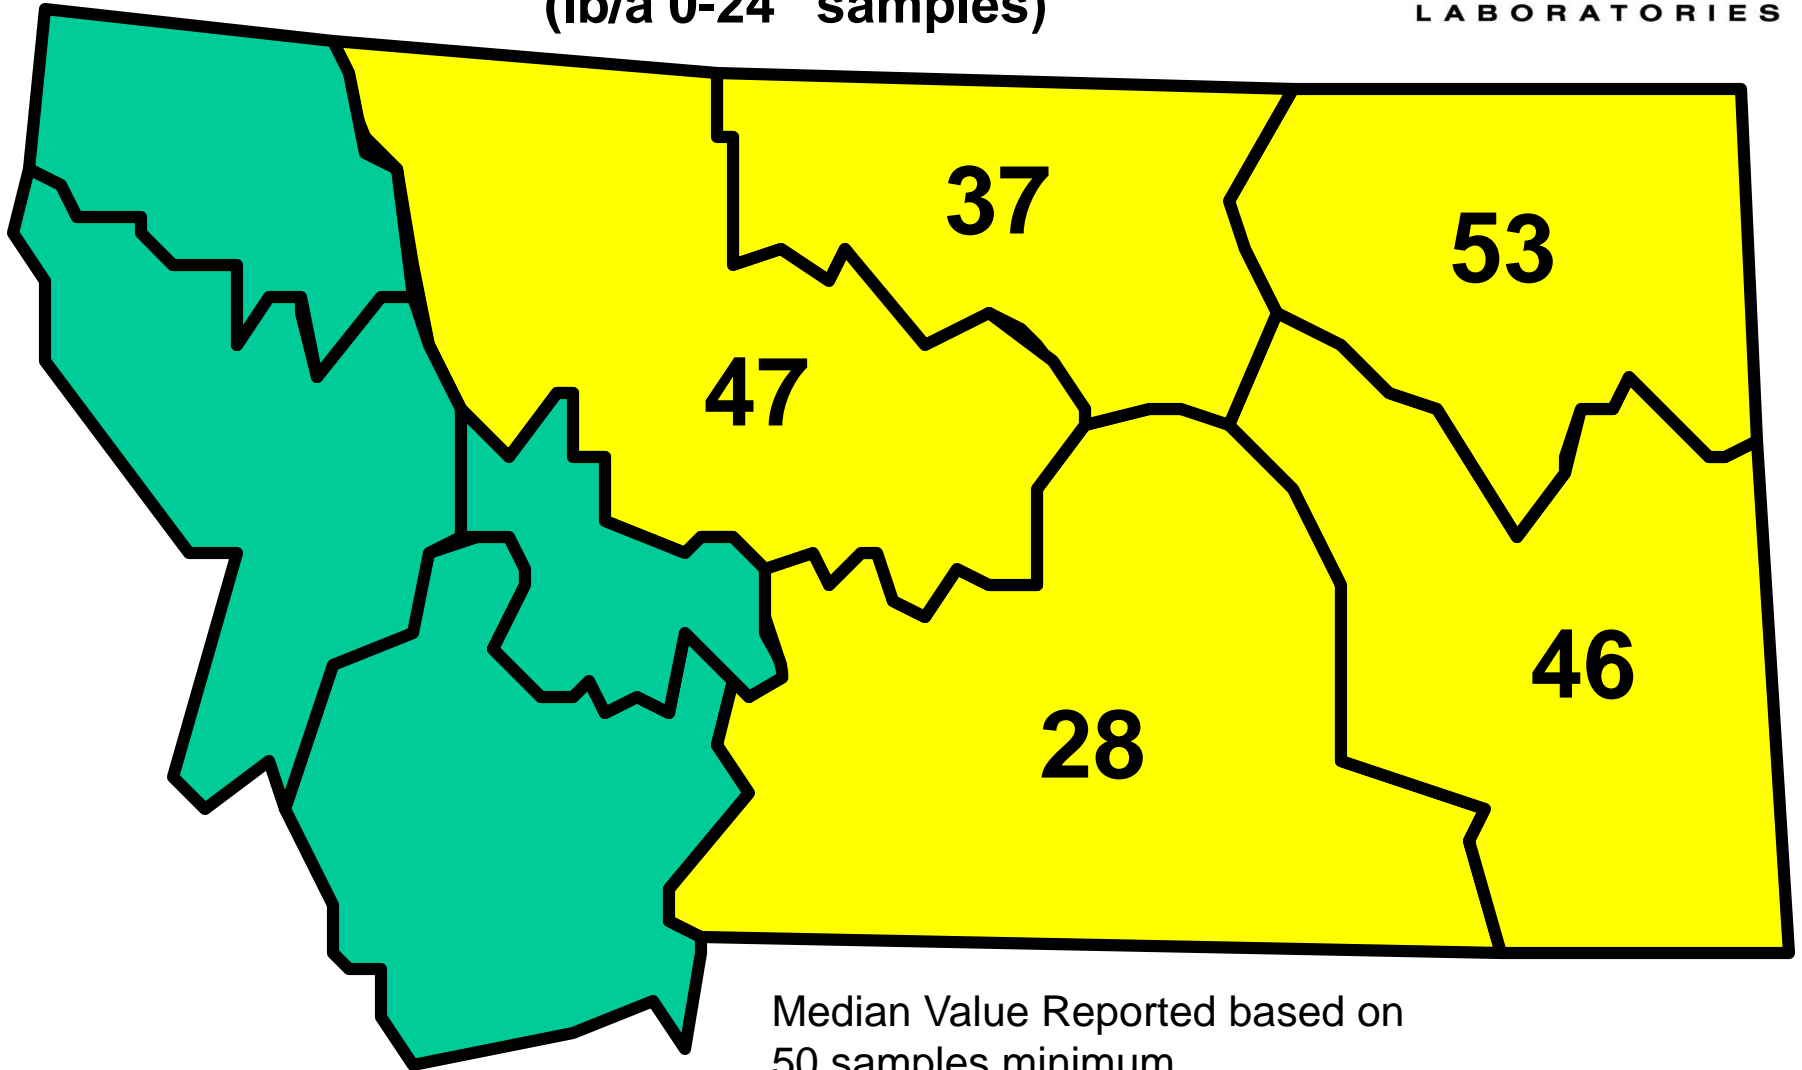 (lb/a 0-24" samples)
LABORATORIES
37
53
47
46
28
Median Value Reported based on
50 samples minimum